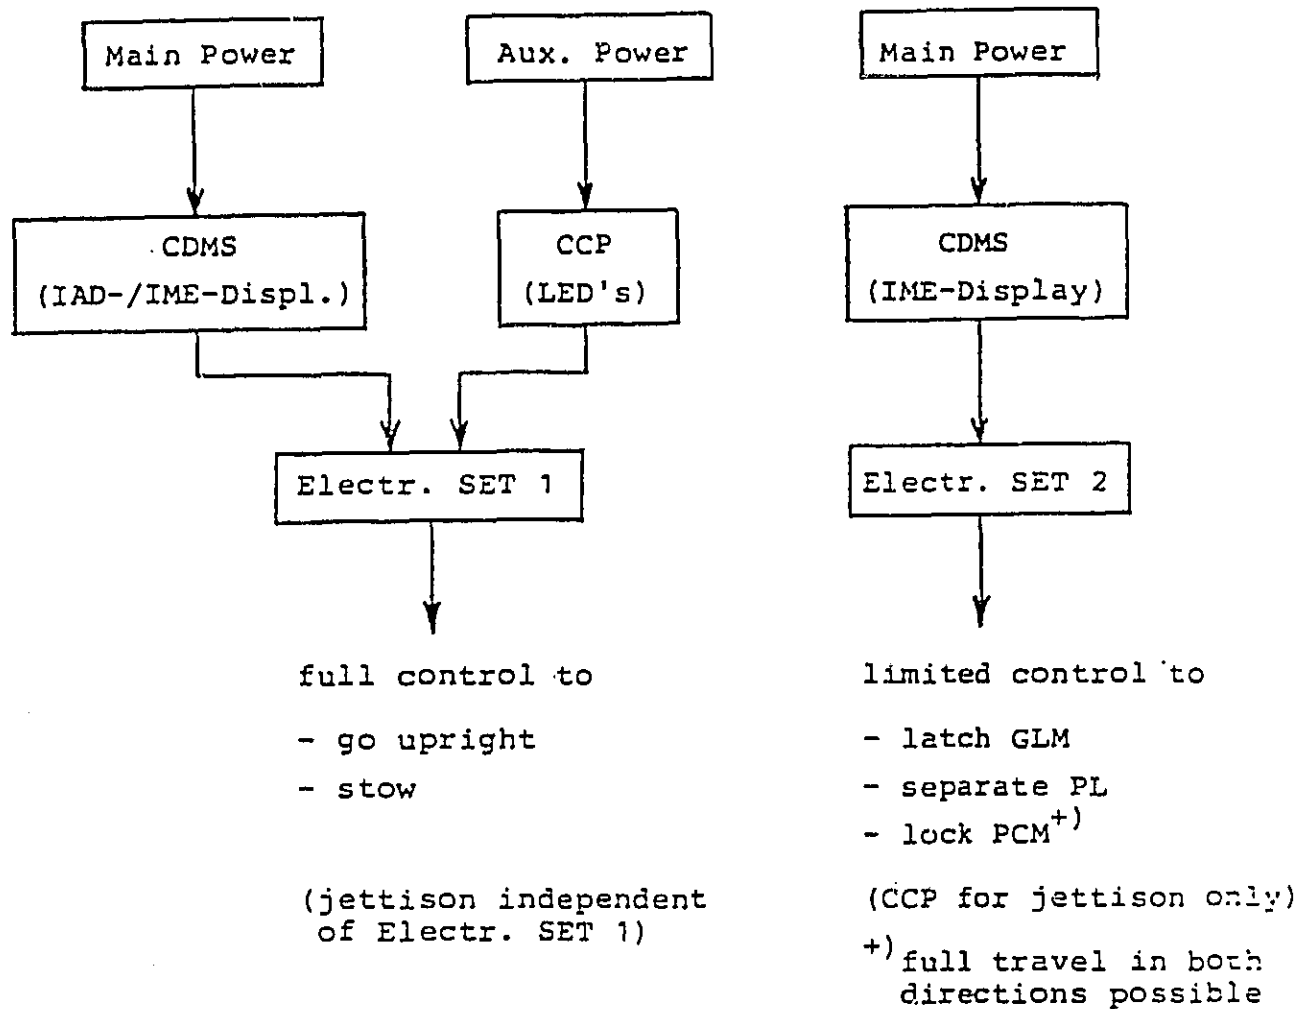 Main Power
Aux. Power
Main Power
CDMS
(IAD-/IME-Displ.)
CCP
(LED's)
CDMS
(IME-Display)
Electr. SET 1
Electr. SET 2
full control to
- go upright
- stow
(jettison independent
of Electr. SET 1)
limited control to
- latch GLM
- separate PL
- lock PCM+)
(CCP for jettison only)
+) full travel in both
directions possible